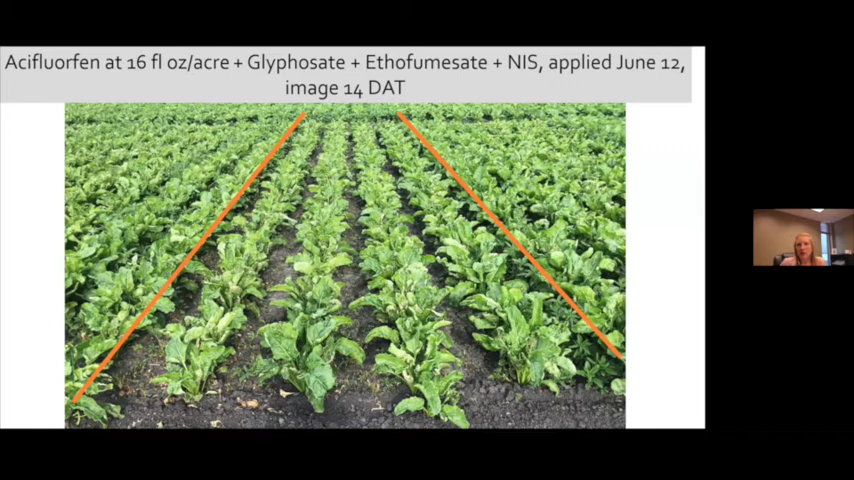 Acifluorfen at 16 fl oz/acre + Glyphosate + Ethofumesate + NIS, applied June 12,
image 14 DAT